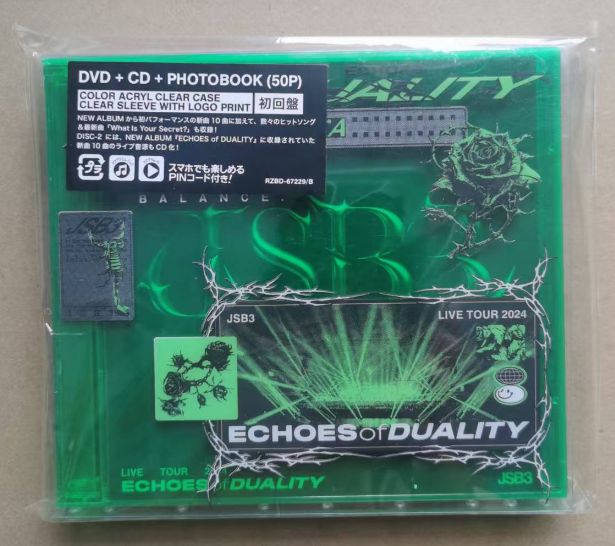 DVD + CD + PHOTOBOOK (50P)
COLOR ACRYL CLEAR CASE
CLEAR SLEEVE WITH LOGO PRINT
初回盤
NEW ALBUM から初パフォーマンスの新曲 10 曲に加えて、数々のヒットソング
&最新曲「What Is Your Secret?」も収録!
DISC-2 には、NEW ALBUM『ECHOES of DUALITY』に収録されていた
新曲 10 曲のライブ音源も CD 化!
スマホでも楽しめる
PINコード付き!
RZBD-67229/B
UALITY
BALANCE.
JSB3
JSB3
JSB3
LIVE TOUR 2024
ECHOES of DUALITY
LIVE TOUR 2
ECHOES of DUALITY
JSB3